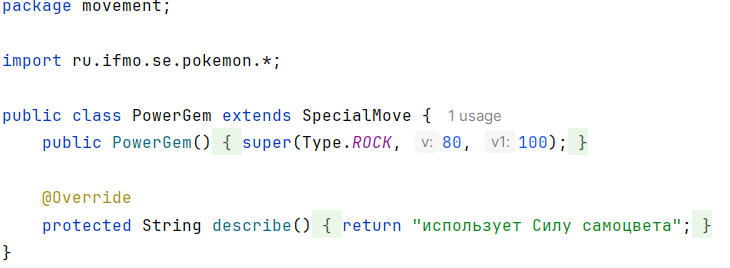 package movement;
import ru.ifmo.se.pokemon.*;
public class PowerGem extends SpecialMove { 1 usage
public PowerGem() { super(Type.ROCK, v: 80, v1: 100); }
@Override
protected String describe() { return "использует Силу самоцвета"; }
}